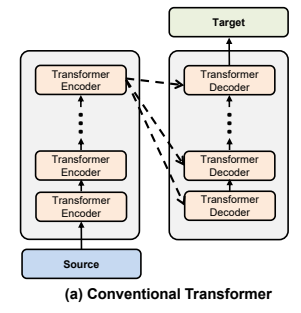 Target
Transformer
Encoder
Transformer
Encoder
Transformer
Encoder
Source
Transformer
Decoder
Transformer
Decoder
Transformer
Decoder
(a) Conventional Transformer